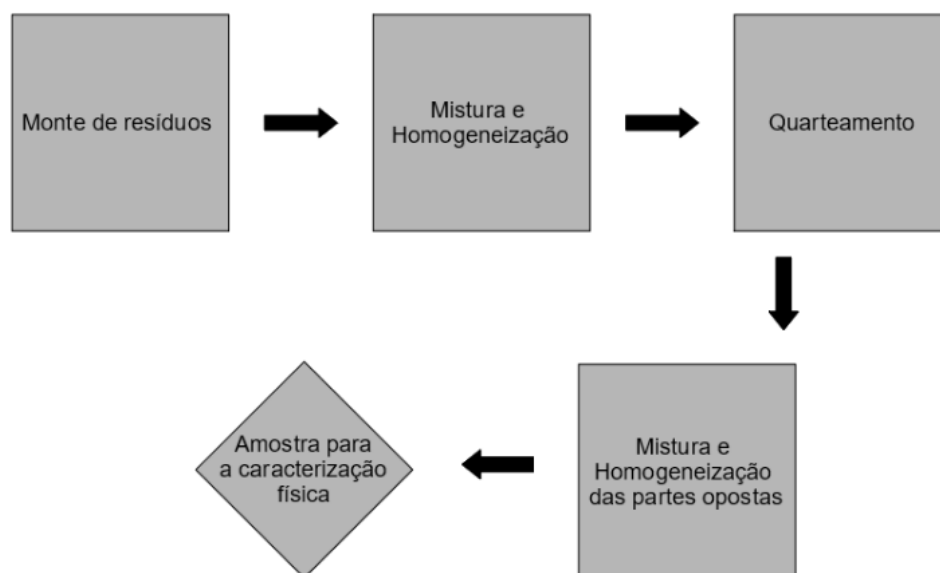 Monte de resíduos
Mistura e
Homogeneização
Quarteamento
Mistura e
Homogeneização
das partes opostas
Amostra para
a caracterização
física